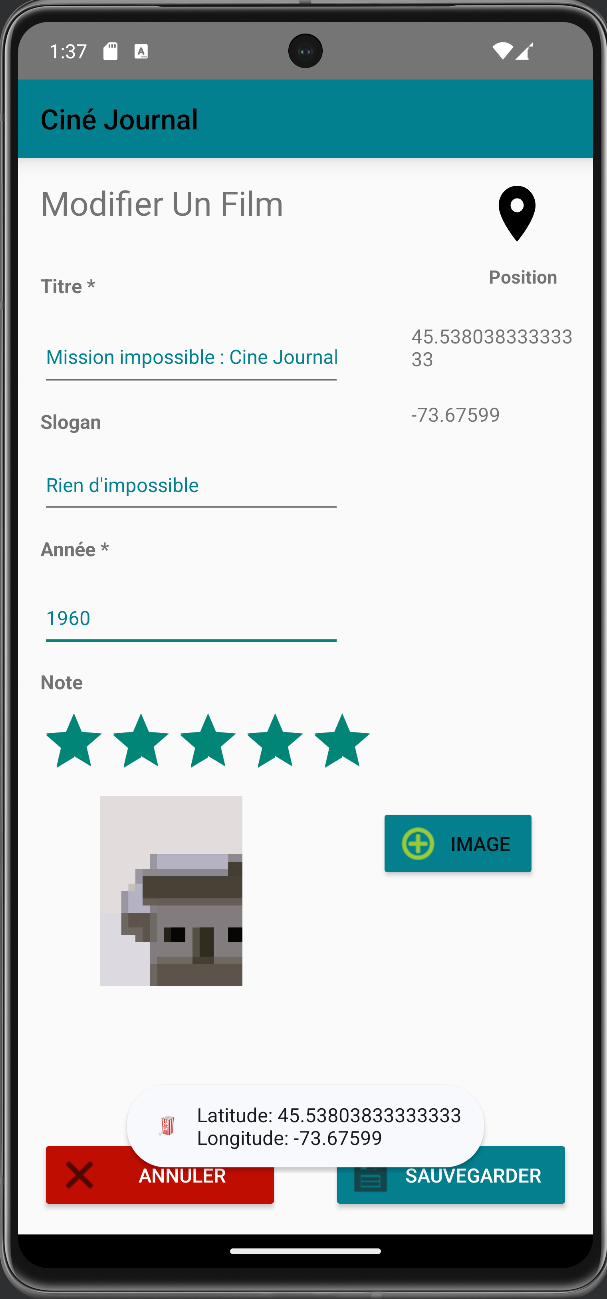 1:37
A
Ciné Journal
Modifier Un Film
Position
Titre *
45.538038333333
33
Mission impossible : Cine Journal
-73.67599
Slogan
Rien d'impossible
Année *
1960
Note
IMAGE
Latitude: 45.53803833333333
Longitude: -73.67599
ANNULER
SAUVEGARDER